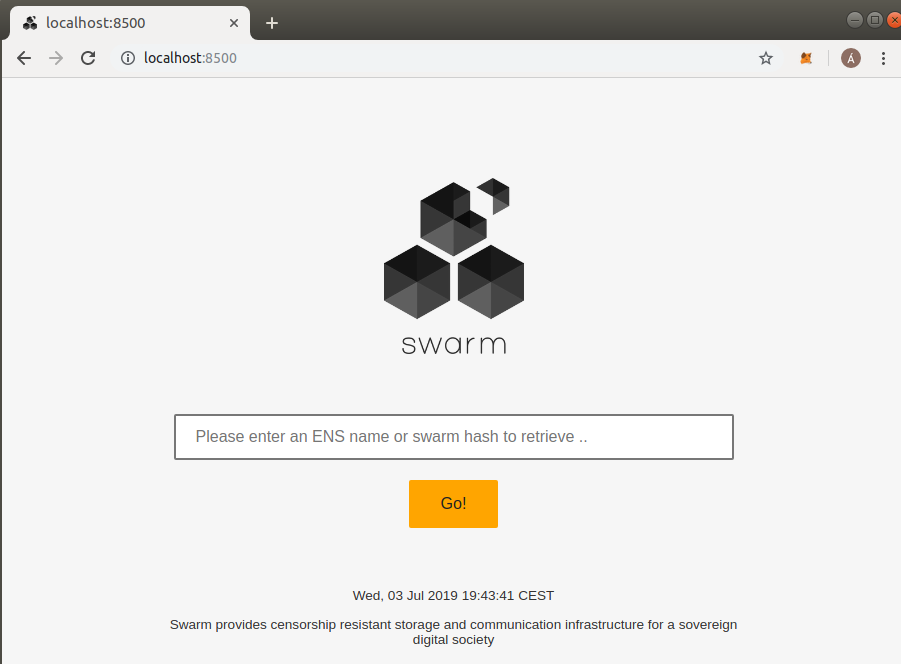 localhost:8500
localhost:8500
Á
swarm
Please enter an ENS name or swarm hash to retrieve ..
Go!
Wed, 03 Jul 2019 19:43:41 CEST
Swarm provides censorship resistant storage and communication infrastructure for a sovereign
digital society